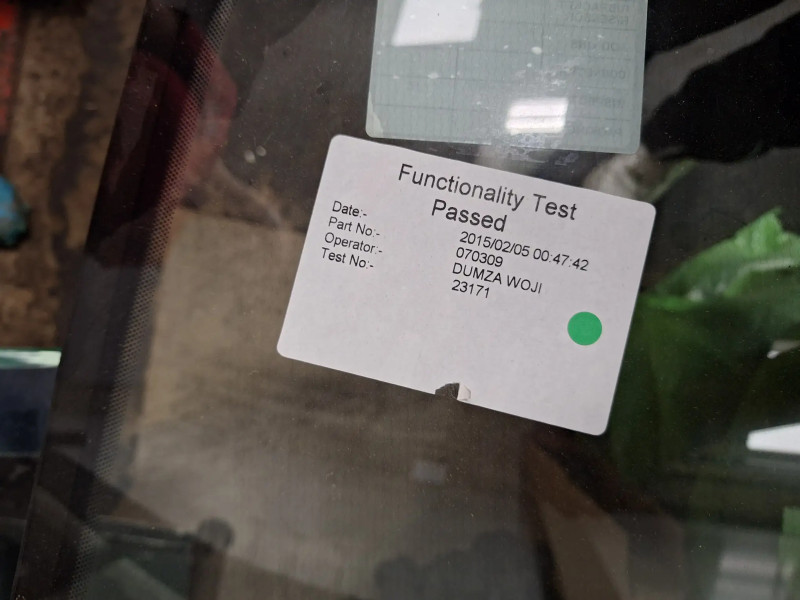 Functionality Test
Passed
Date:- 2015/02/05 00:47:42
Part No:- 070309
Operator:- DUMZA WOJI
Test No:- 23171